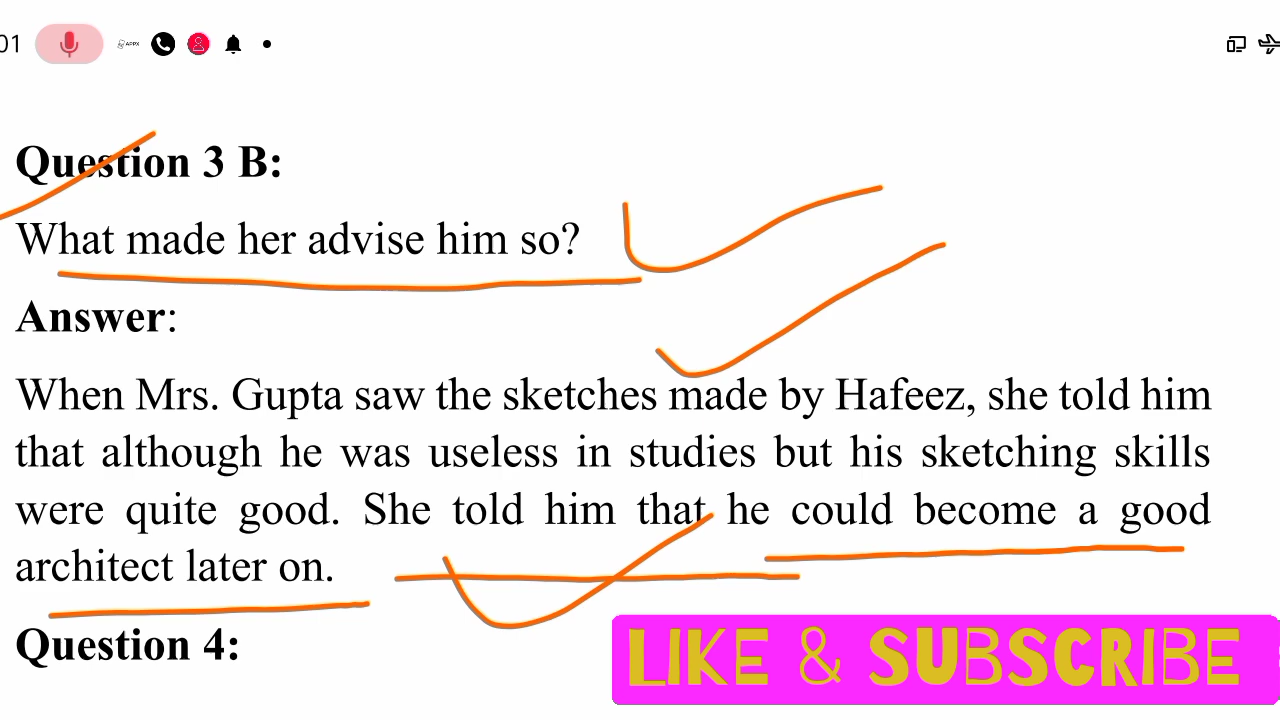 01
APPX
Question 3 B:
What made her advise him so?
Answer:
When Mrs. Gupta saw the sketches made by Hafeez, she told him
that although he was useless in studies but his sketching skills
were quite good. She told him that he could become a good
architect later on.
Question 4:
LIKE & SUBSCRIBE